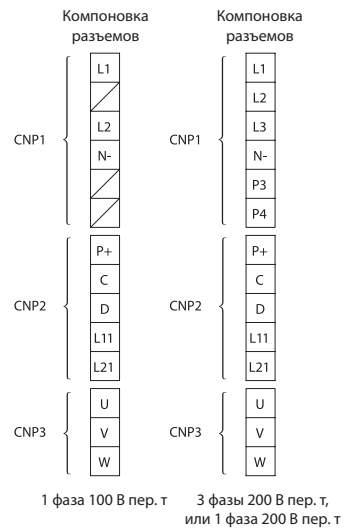 Компоновка
разъемов
Компоновка
разъемов
CNP1
L1
L2
N-
CNP1
L1
L2
L3
N-
P3
P4
CNP2
P+
C
D
L11
L21
CNP2
P+
C
D
L11
L21
CNP3
U
V
W
CNP3
U
V
W
1 фаза 100 В пер. т
3 фазы 200 В пер. т,
или 1 фаза 200 В пер. т